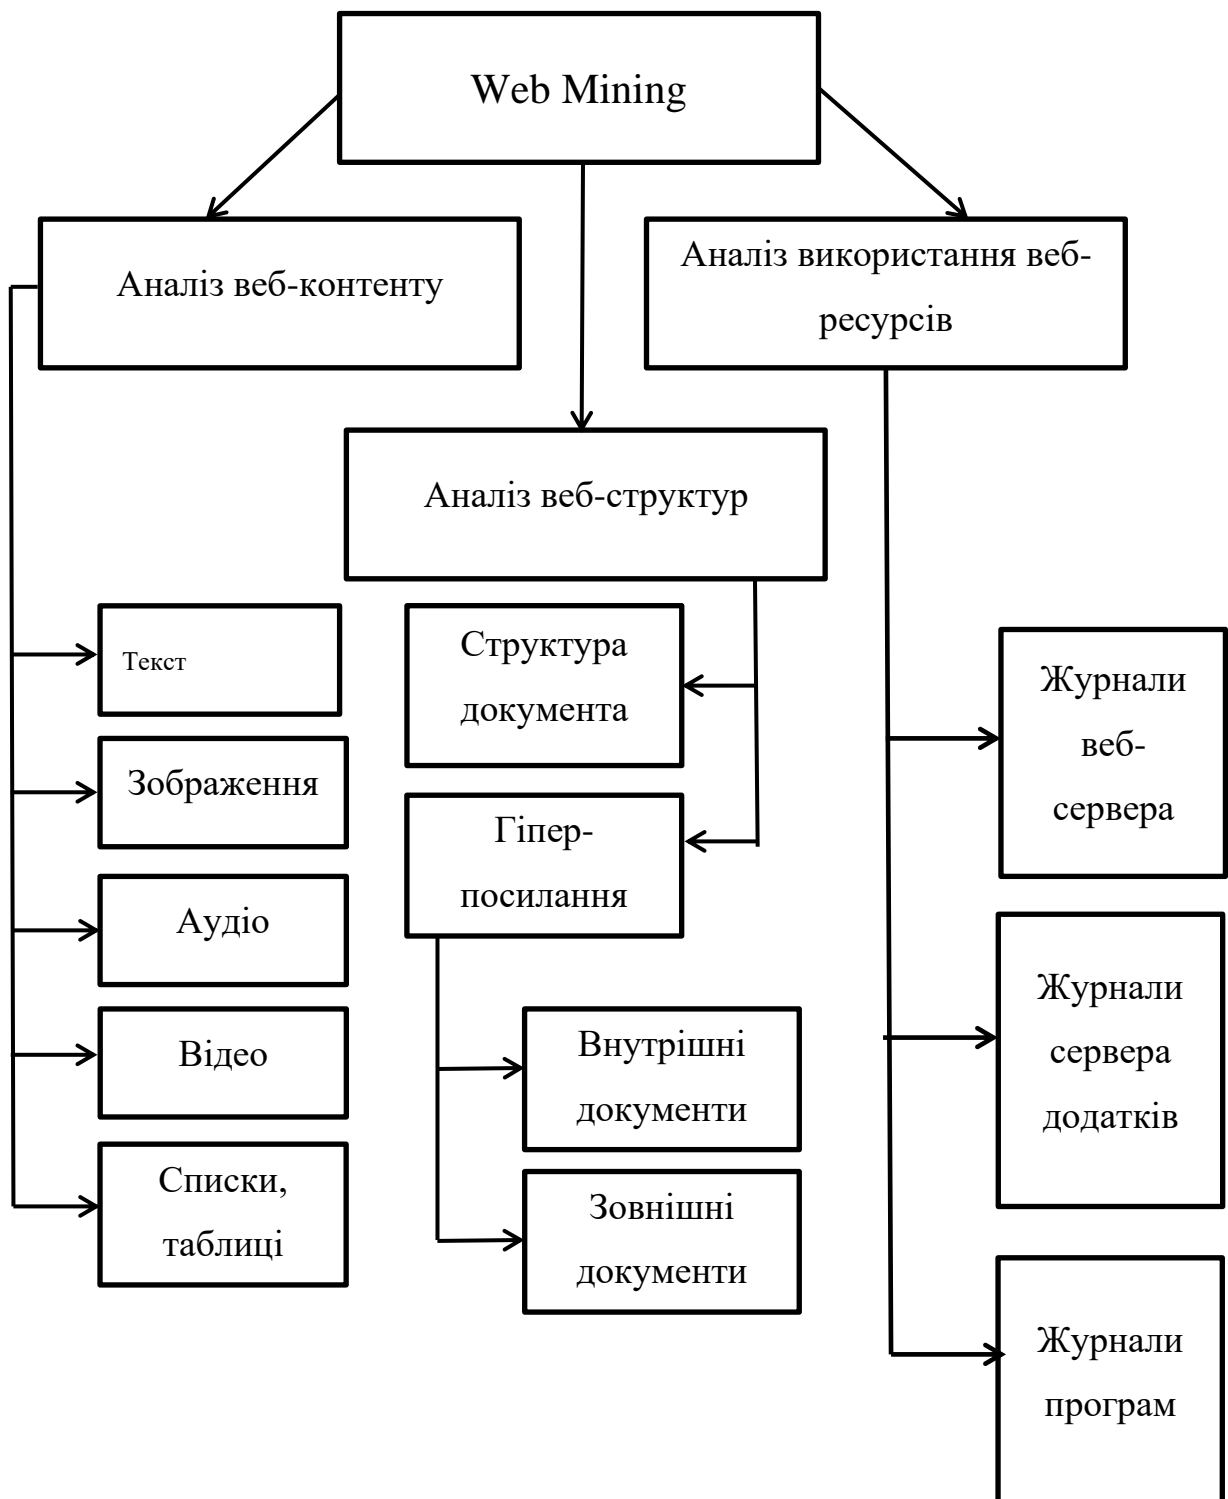 Web Mining
Аналіз веб-контенту
Аналіз використання веб-
ресурсів
Аналіз веб-структур
Текст
Зображення
Аудіо
Відео
Списки,
таблиці
Структура
документа
Гіпер-
посилання
Внутрішні
документи
Зовнішні
документи
Журнали
веб-
сервера
Журнали
сервера
додатків
Журнали
програм